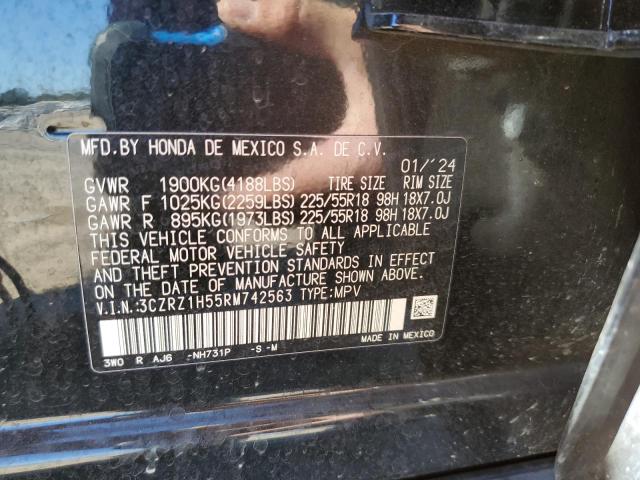 MFD.BY HONDA DE MEXICO S.A. DE C.V.
01/'24
GVWR 1900KG(4188LBS) TIRE SIZE RIM SIZE
GAWR F 1025KG(2259LBS) 225/55R18 98H 18X7.0J
GAWR R 895KG(1973LBS) 225/55R18 98H 18X7.0J
THIS VEHICLE CONFORMS TO ALL APPLICABLE
FEDERAL MOTOR VEHICLE SAFETY
AND THEFT PREVENTION STANDARDS IN EFFECT
ON THE DATE OF MANUFACTURE SHOWN ABOVE.
V.I.N.:3CZRZ1H55RM742563 TYPE:MPV
3W0 R AJ6 -NH731P -S -M
MADE IN MEXICO